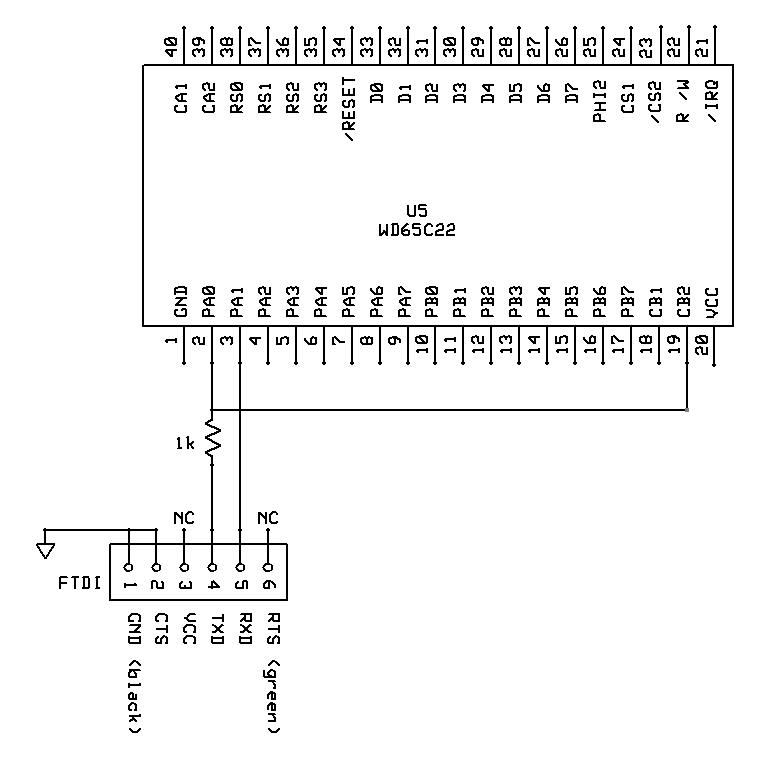 40 39 38 37 36 35 34 33 32 31 30 29 28 27 26 25 24 23 22 21
CA1 CA2 RS0 RS1 RS2 RS3 /RESET D0 D1 D2 D3 D4 D5 D6 D7 PHI2 CS1 /CS2 R/W /IRQ
U5
WD65C22
GND PA0 PA1 PA2 PA3 PA4 PA5 PA6 PA7 PB0 PB1 PB2 PB3 PB4 PB5 PB6 PB7 CB1 CB2 VCC
1 2 3 4 5 6 7 8 9 10 11 12 13 14 15 16 17 18 19 20
1k
NC NC
FTDI 1 2 3 4 5 6
GND (black) CTS VCC TXD RXD RTS (green)